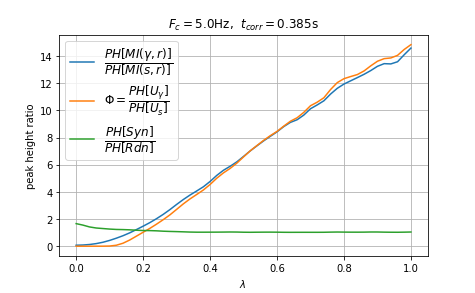 F_c = 5.0Hz, t_corr = 0.385s
PH[MI(γ, r)]
PH[MI(s, r)]
Φ = PH[U_γ]
PH[U_s]
PH[Syn]
PH[Rdn]
peak height ratio
14
12
10
8
6
4
2
0
0.0 0.2 0.4 0.6 0.8 1.0
λ